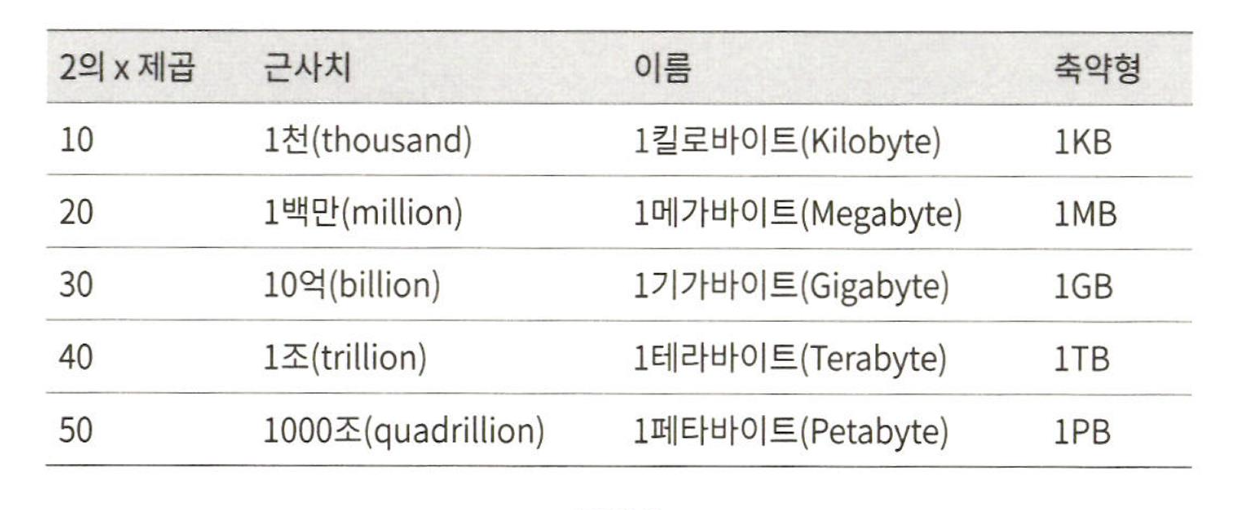 2의 x 제곱 근사치 이름 축약형
10 1천(thousand) 1킬로바이트(Kilobyte) 1KB
20 1백만(million) 1메가바이트(Megabyte) 1MB
30 10억(billion) 1기가바이트(Gigabyte) 1GB
40 1조(trillion) 1테라바이트(Terabyte) 1TB
50 1000조(quadrillion) 1페타바이트(Petabyte) 1PB